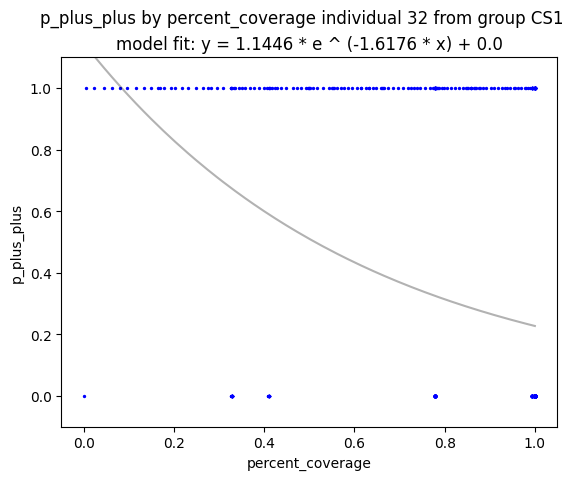 p_plus_plus by percent_coverage individual 32 from group CS1
model fit: y = 1.1446 * e ^ (-1.6176 * x) + 0.0
1.0
0.8
0.6
0.4
0.2
0.0
p_plus_plus
0.0 0.2 0.4 0.6 0.8 1.0
percent_coverage